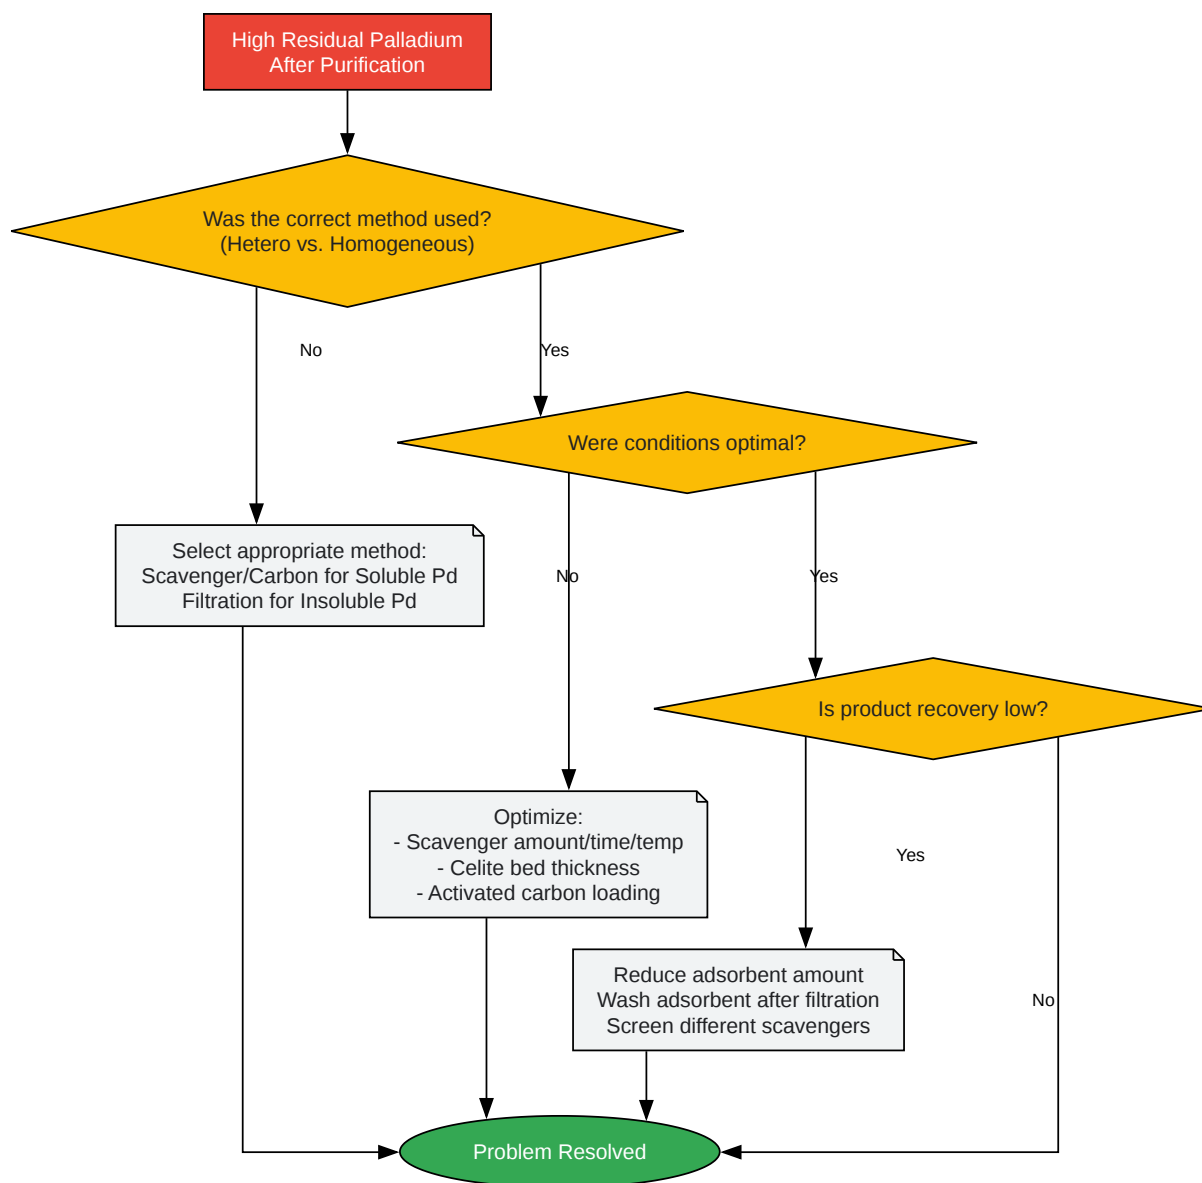 High Residual Palladium
After Purification
Was the correct method used?
(Hetero vs. Homogeneous)
No
Yes
Were conditions optimal?
Select appropriate method:
Scavenger/Carbon for Soluble Pd
Filtration for Insoluble Pd
No
Yes
Is product recovery low?
Optimize:
- Scavenger amount/time/temp
- Celite bed thickness
- Activated carbon loading
Yes
Reduce adsorbent amount
Wash adsorbent after filtration
Screen different scavengers
No
Problem Resolved